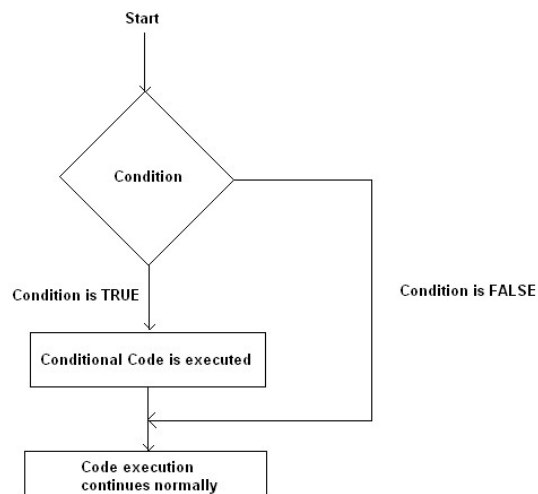 Start
Condition
Condition is TRUE
Condition is FALSE
Conditional Code is executed
Code execution
continues normally